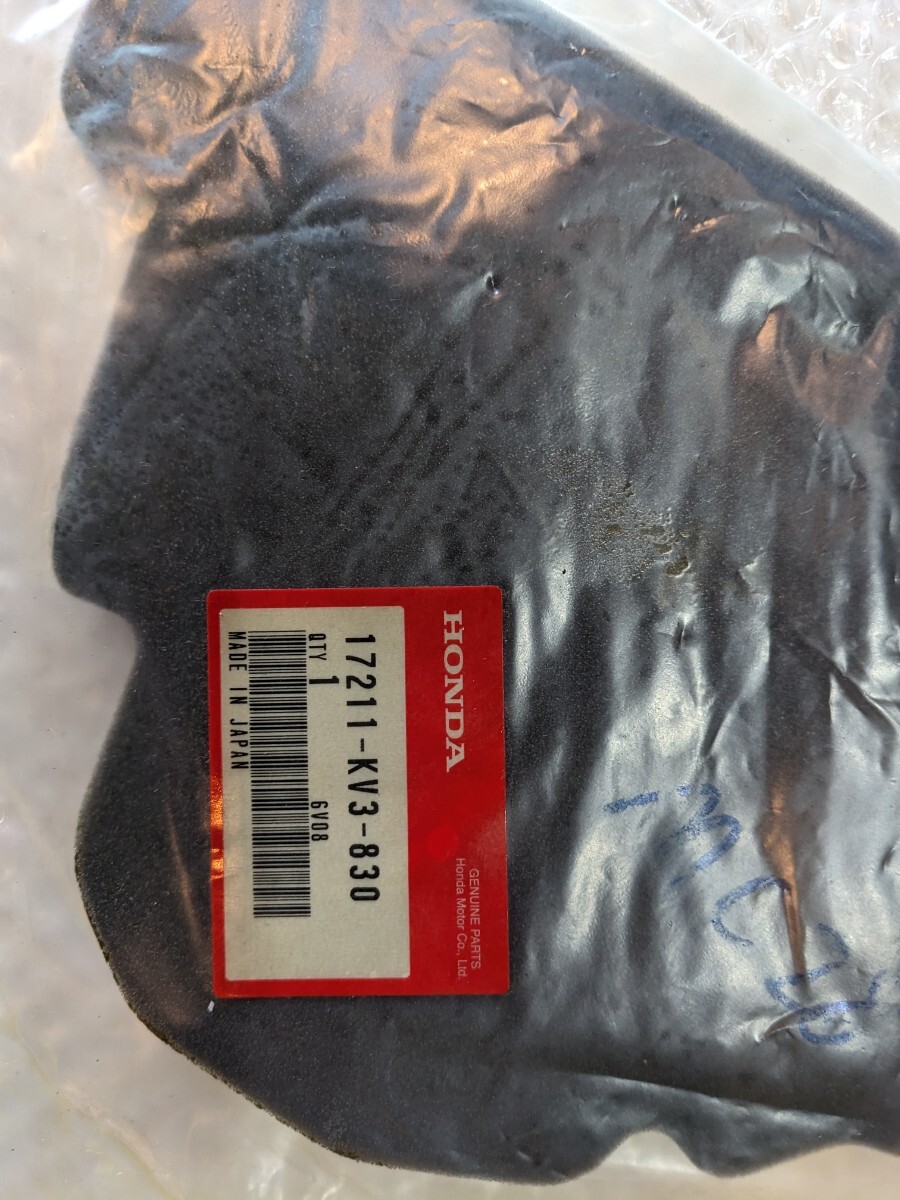 HONDA
GENUINE PARTS
Honda Motor Co., Ltd.
17211-KV3-830
QTY 1 6V08
MADE IN JAPAN